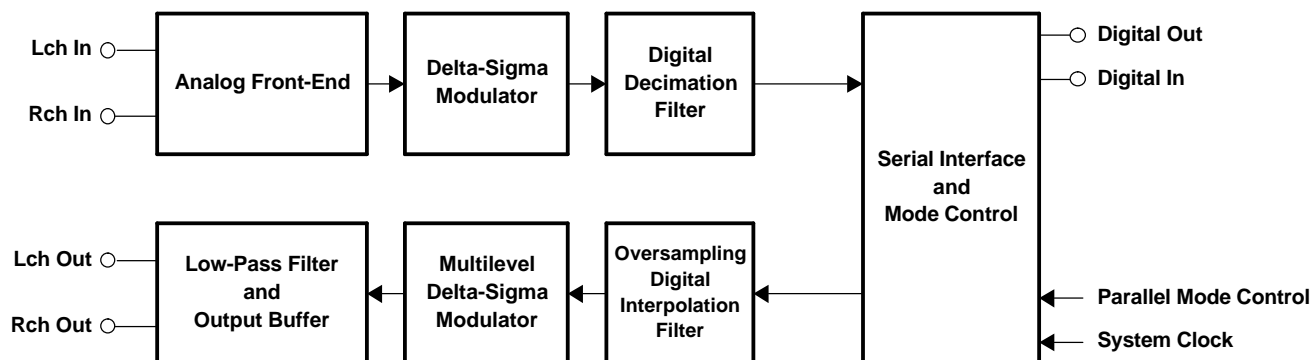 Lch In
Rch In
Analog Front-End
Delta-Sigma
Modulator
Digital
Decimation
Filter
Serial Interface
and
Mode Control
Digital Out
Digital In
Lch Out
Rch Out
Low-Pass Filter
and
Output Buffer
Multilevel
Delta-Sigma
Modulator
Oversampling
Digital
Interpolation
Filter
Parallel Mode Control
System Clock